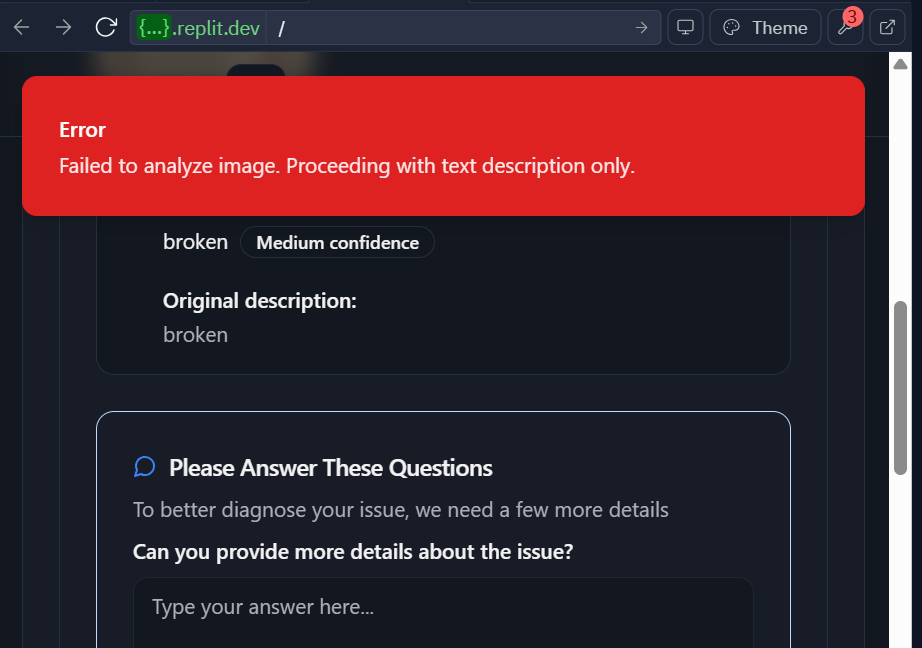 {...}.replit.dev /
Theme
3
Error
Failed to analyze image. Proceeding with text description only.
broken Medium confidence
Original description:
broken
Please Answer These Questions
To better diagnose your issue, we need a few more details
Can you provide more details about the issue?
Type your answer here...